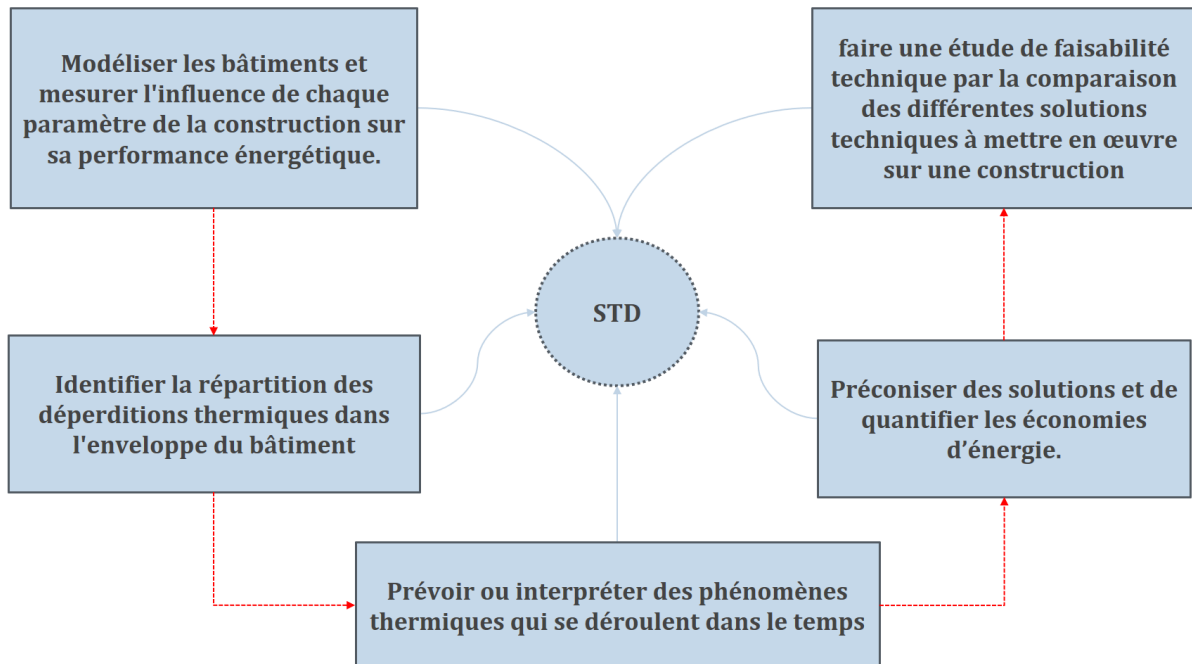 Modéliser les bâtiments et
mesurer l'influence de chaque
paramètre de la construction sur
sa performance énergétique.
faire une étude de faisabilité
technique par la comparaison
des différentes solutions
techniques à mettre en œuvre
sur une construction
STD
Identifier la répartition des
déperditions thermiques dans
l'enveloppe du bâtiment
Préconiser des solutions et de
quantifier les économies
d’énergie.
Prévoir ou interpréter des phénomènes
thermiques qui se déroulent dans le temps